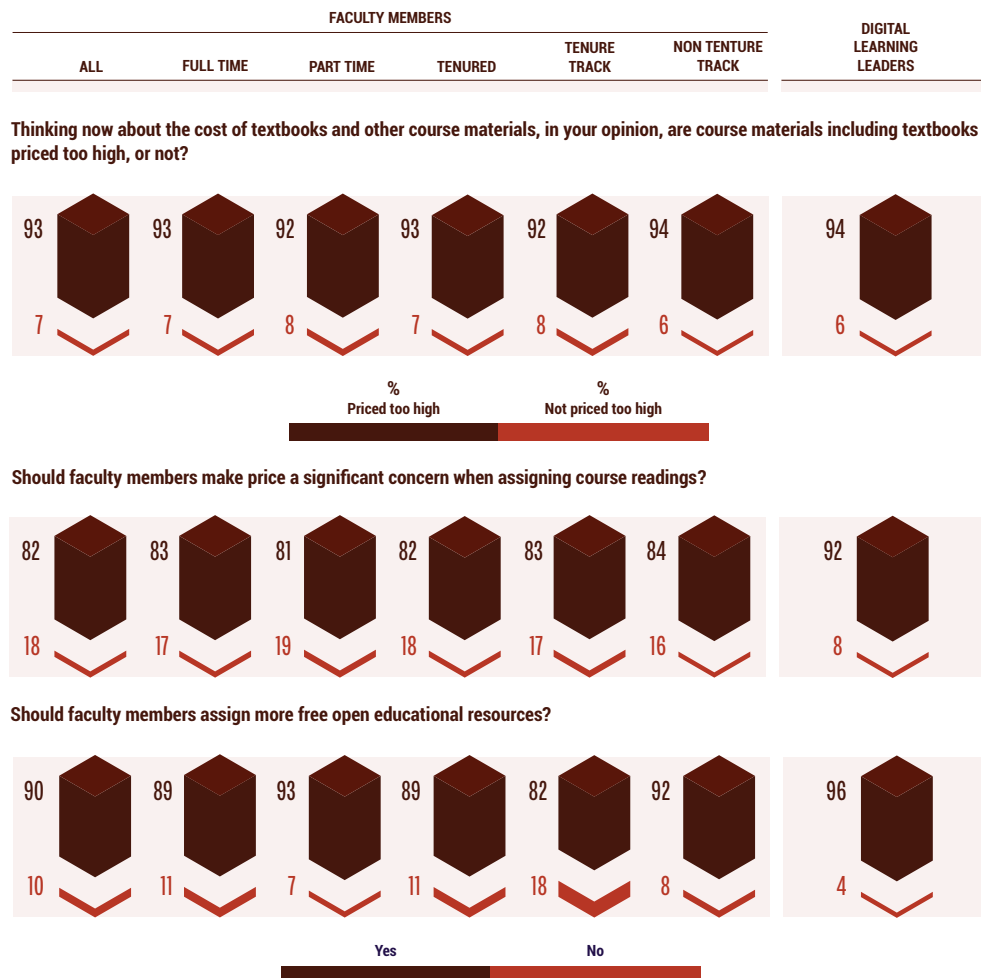 FACULTY MEMBERS
DIGITAL
LEARNING
LEADERS
ALL
FULL TIME
PART TIME
TENURED
TENURE
TRACK
NON TENTURE
TRACK
Thinking now about the cost of textbooks and other course materials, in your opinion, are course materials including textbooks
priced too high, or not?
93 93 92 93 92 94 94
7 7 8 7 8 6 6
% %
Priced too high Not priced too high
Should faculty members make price a significant concern when assigning course readings?
82 83 81 82 83 84 92
18 17 19 18 17 16 8
Should faculty members assign more free open educational resources?
90 89 93 89 82 92 96
10 11 7 11 18 8 4
Yes No